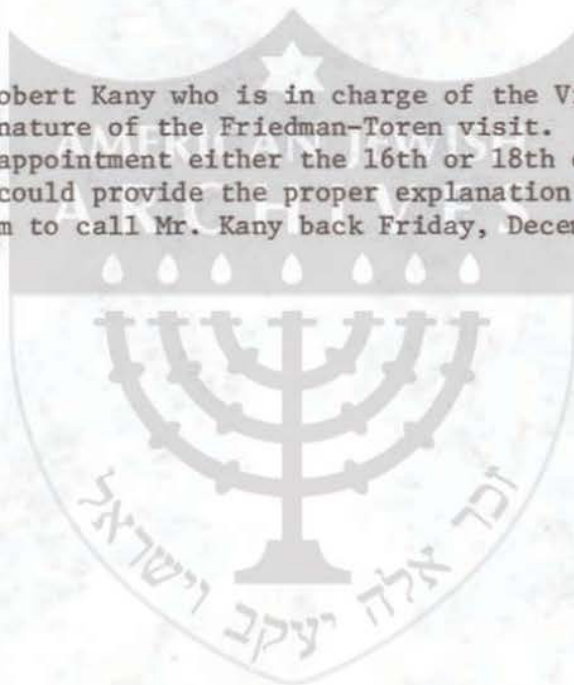 obert Kany who is in charge of the V
nature of the Friedman-Toren visit.
appointment either the 16th or 18th
could provide the proper explanation
m to call Mr. Kany back Friday, Dece
AMERICAN JEWISH
ARCHIVES
זכר אלה יעקב וישראל